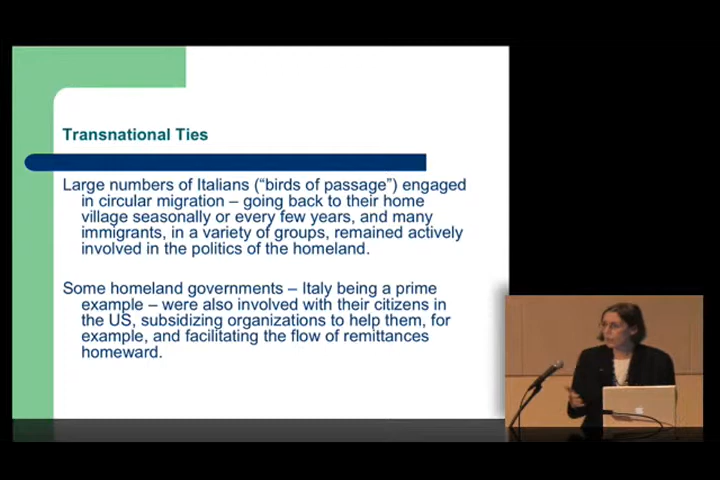 Transnational Ties
Large numbers of Italians (“birds of passage”) engaged
in circular migration – going back to their home
village seasonally or every few years, and many
immigrants, in a variety of groups, remained actively
involved in the politics of the homeland.
Some homeland governments – Italy being a prime
example – were also involved with their citizens in
the US, subsidizing organizations to help them, for
example, and facilitating the flow of remittances
homeward.